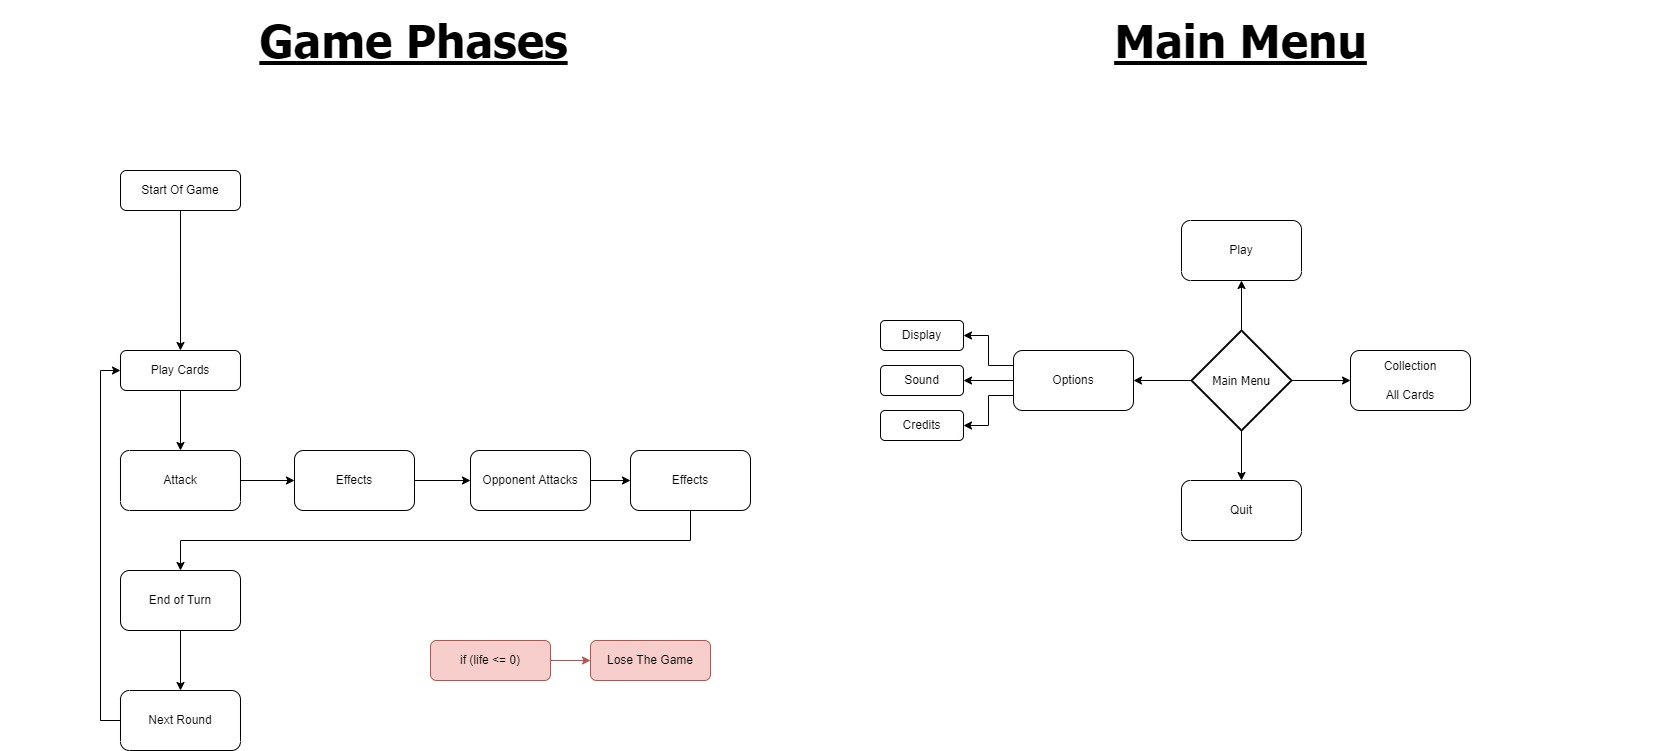 Game Phases
Start Of Game
Play Cards
Attack
Effects
Opponent Attacks
Effects
End of Turn
if (life <= 0)
Lose The Game
Next Round
Main Menu
Play
Display
Sound
Credits
Options
Main Menu
Collection
All Cards
Quit